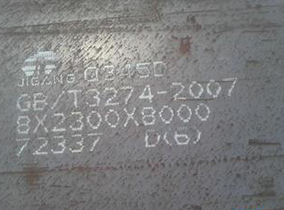 JIGANG Q345D
GB/T3274-2007
8X2300X8000
72337 D(6)